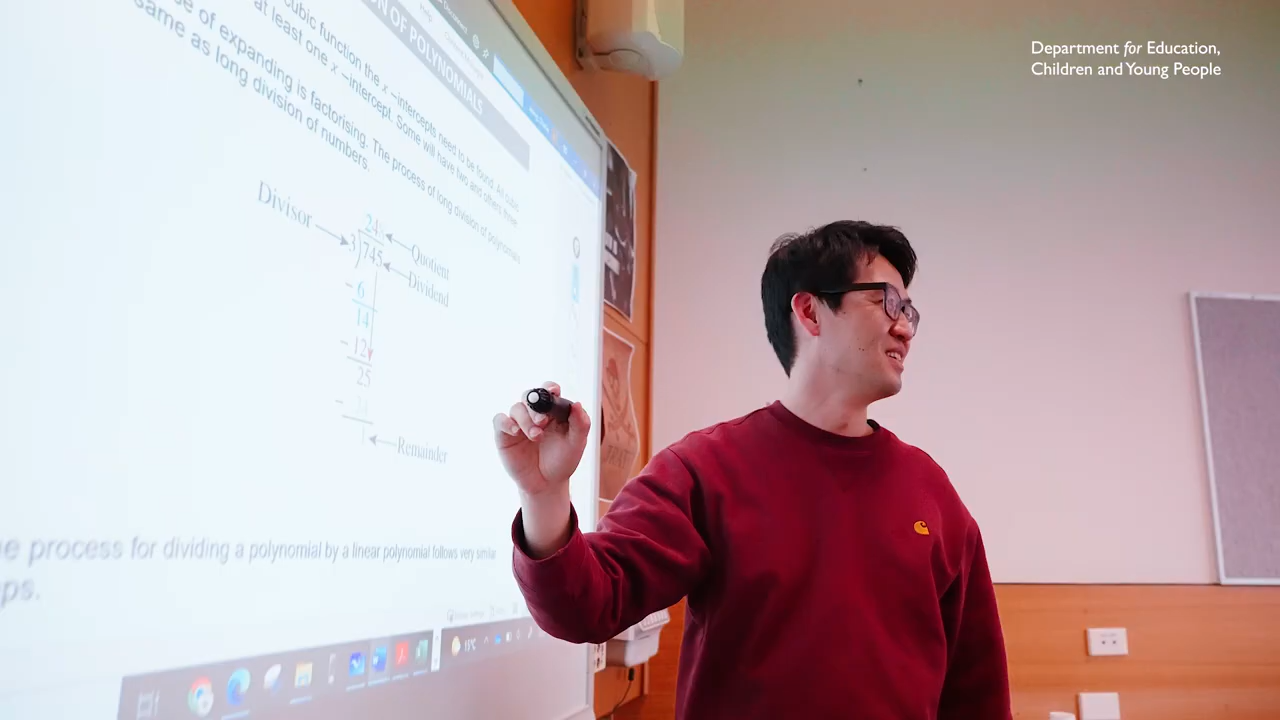 Department for Education,
Children and Young People
N OF POLYNOMIALS
cubic function the x –intercepts need to be found. All cubic
at least one x –intercept. Some will have two and others three
se of expanding is factorising. The process of long division of polynomials
same as long division of numbers.
Divisor
24
Quotient
3)745
Dividend
- 6
14
- 12
25
1
Remainder
e process for dividing a polynomial by a linear polynomial follows very similar
ps.
13°C